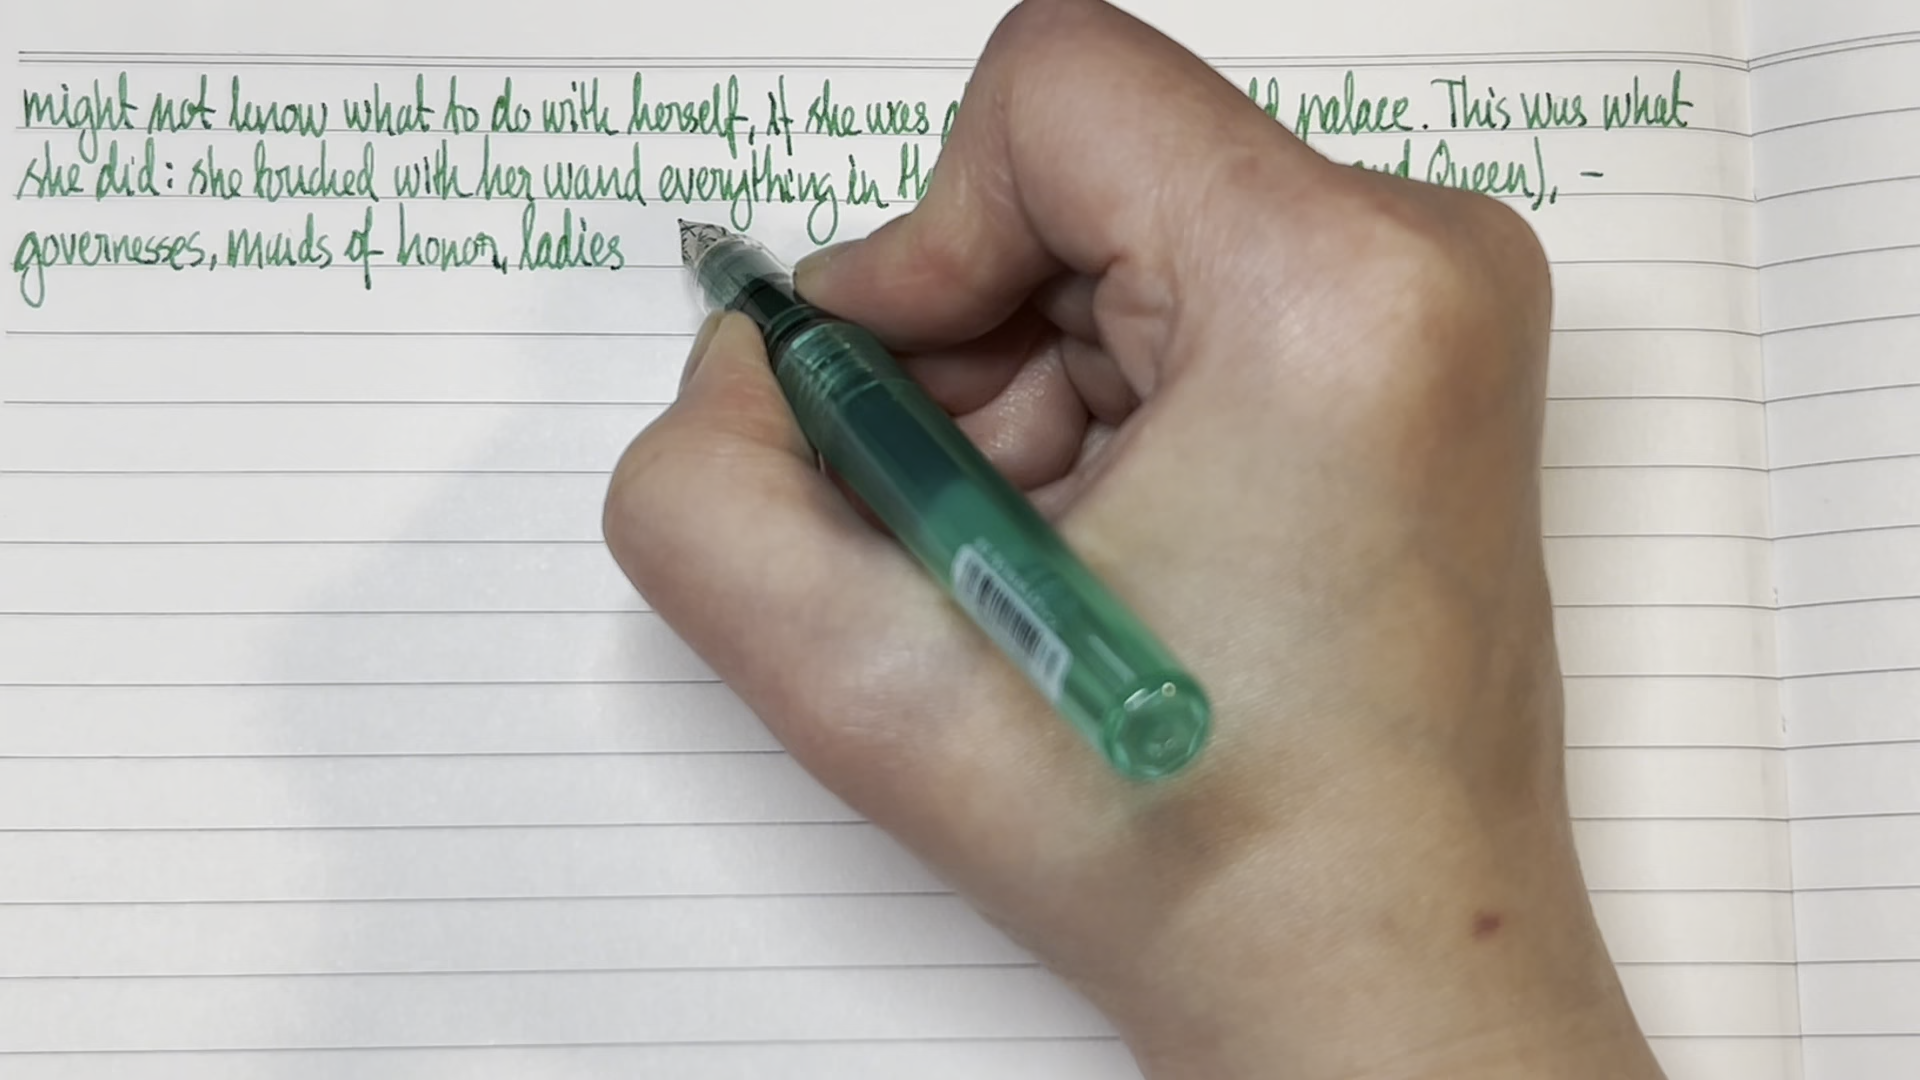 might not know what to do with herself, if she was palace. This was what
she did: she touched with her wand everything in and Queen), -
governesses, maids of honor, ladies